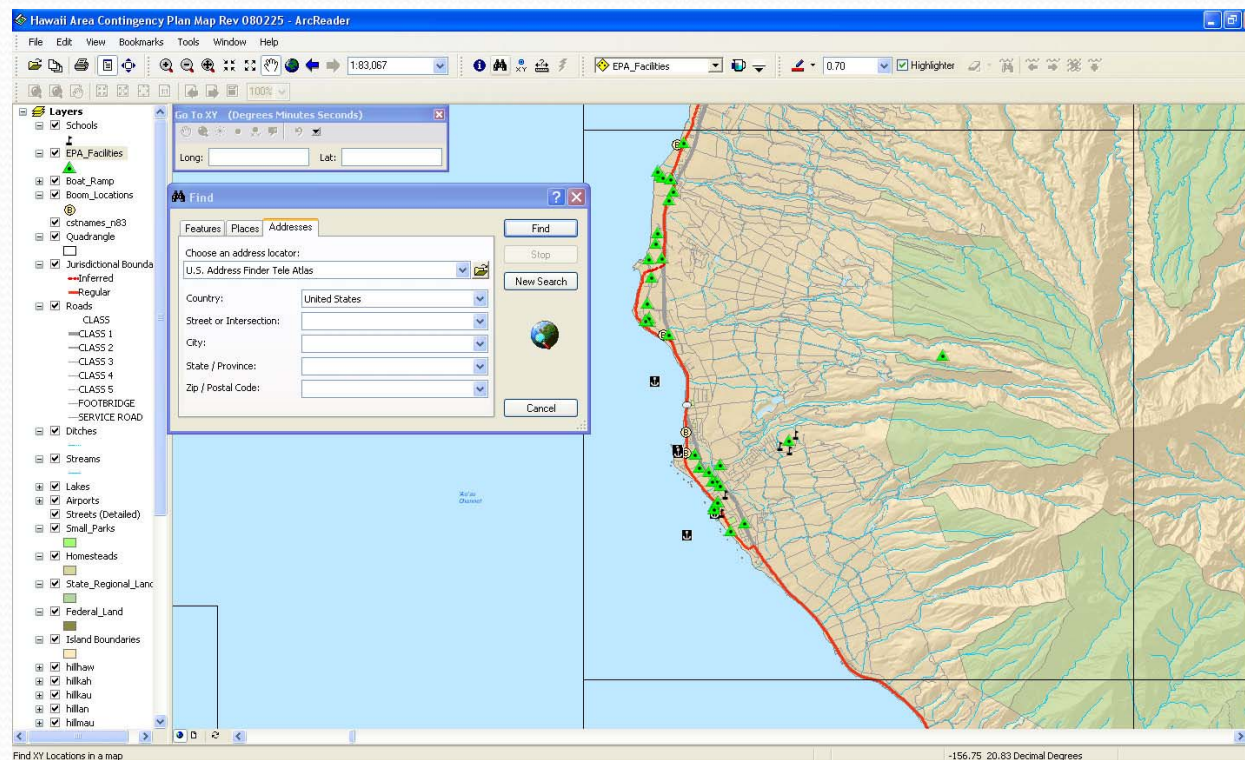 Hawaii Area Contingency Plan Map Rev 080225 - ArcReader
File Edit View Bookmarks Tools Window Help
1:83,067 EPA_Facilities 0.70 Highlighter
100%
Layers
Schools
EPA_Facilities
Boat_Ramp
Boom_Locations
B
cstnames_n83
Quadrangle
Jurisdictional Bounda
Inferred
Regular
Roads
CLASS
CLASS 1
CLASS 2
CLASS 3
CLASS 4
CLASS 5
FOOTBRIDGE
SERVICE ROAD
Ditches
Streams
Lakes
Airports
Streets (Detailed)
Small_Parks
Homesteads
State_Regional_Lanc
Federal_Land
Island Boundaries
hillhaw
hillkah
hillkau
hillan
hilmau
Go To XY (Degrees Minutes Seconds)
Long: Lat:
Find
Features Places Addresses
Choose an address locator:
U.S. Address Finder Tele Atlas
Country: United States
Street or Intersection:
City:
State / Province:
Zip / Postal Code:
Find
Stop
New Search
Cancel
B
B
B
B
Channel
Find XY Locations in a map
-156.75 20.83 Decimal Degrees